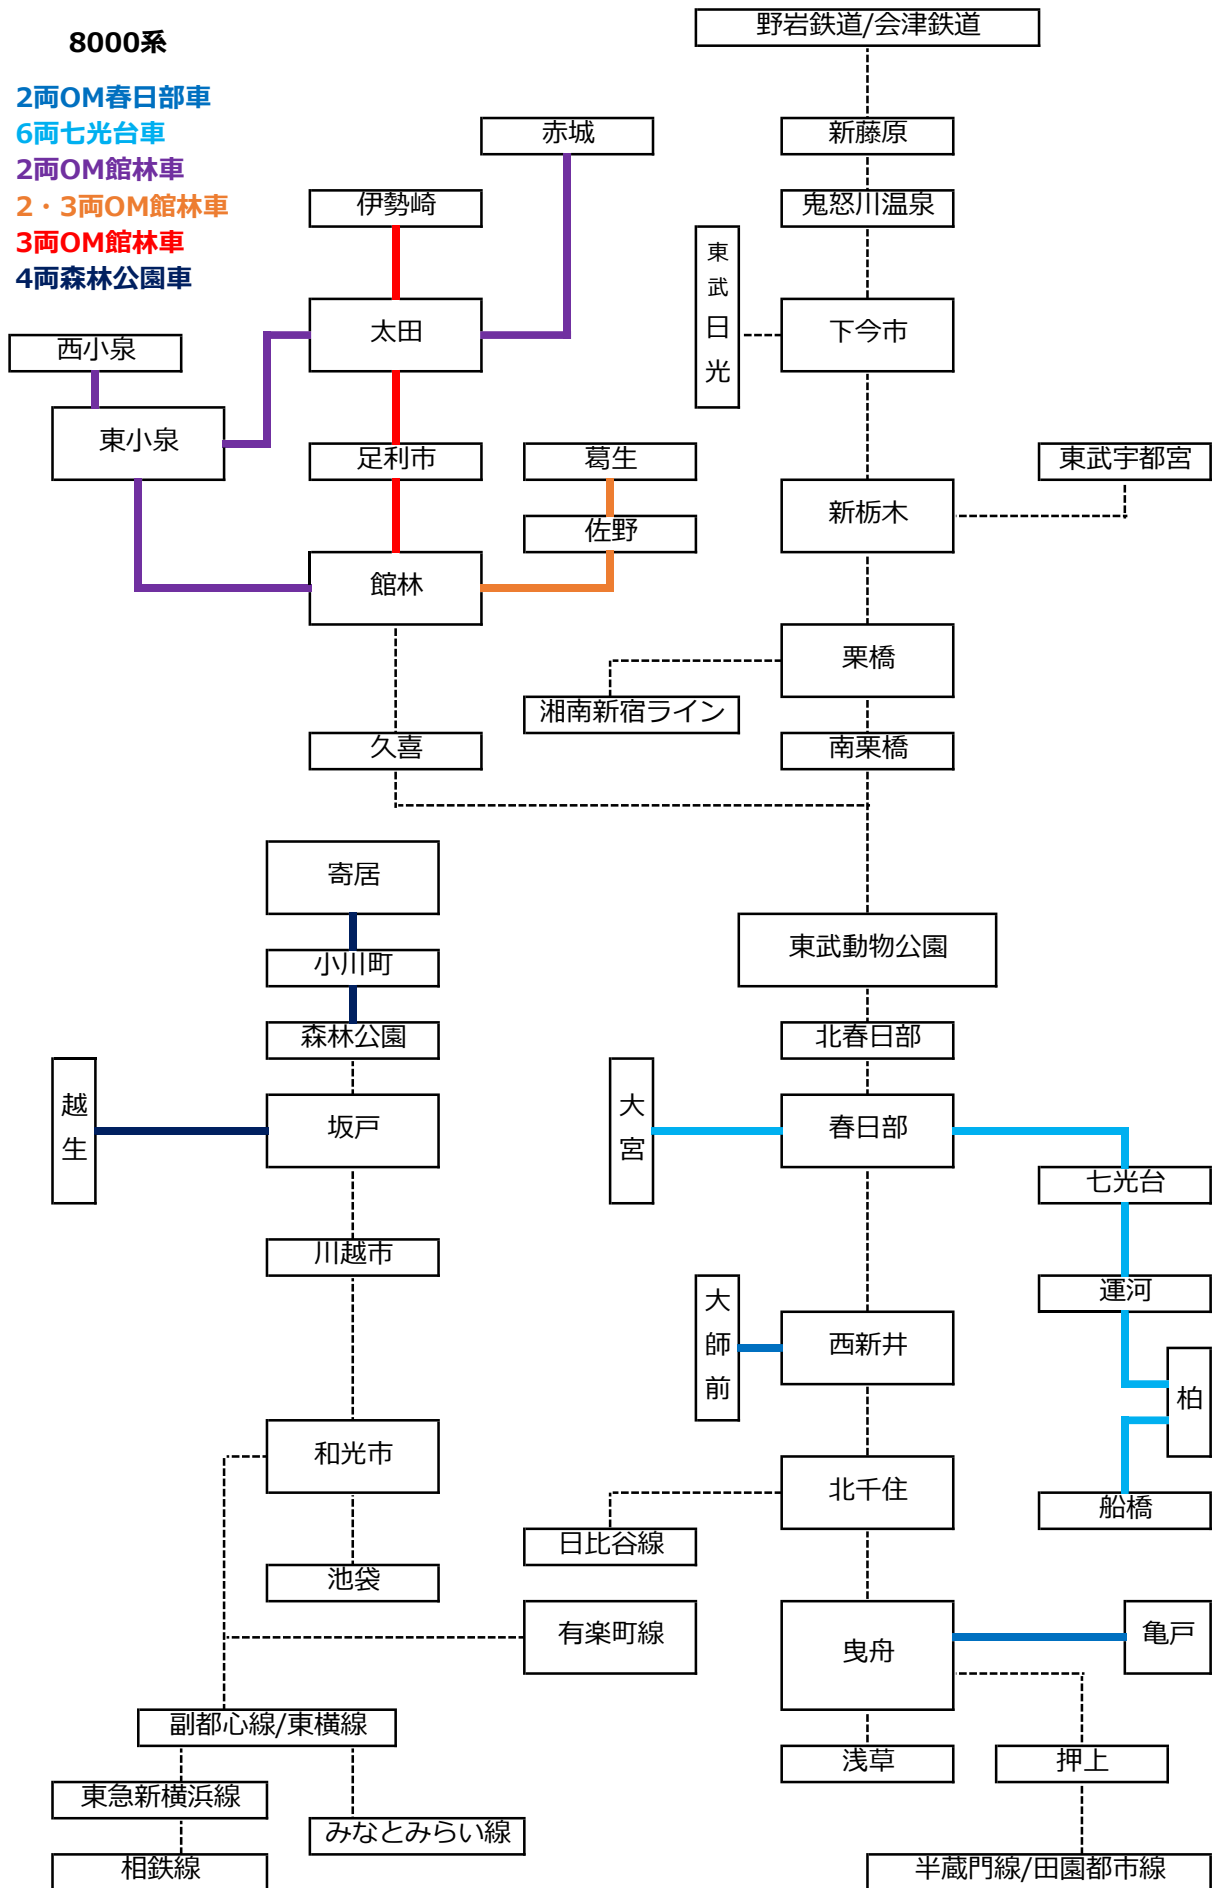 8000系
2両OM春日部車
6両七光台車
2両OM館林車
2・3両OM館林車
3両OM館林車
4両森林公園車
野岩鉄道/会津鉄道
赤城
新藤原
伊勢崎
鬼怒川温泉
東武日光
太田
下今市
西小泉
東小泉
足利市
葛生
東武宇都宮
佐野
新栃木
館林
栗橋
湘南新宿ライン
久喜
南栗橋
寄居
東武動物公園
小川町
森林公園
北春日部
越生
坂戸
大宮
春日部
七光台
川越市
運河
大師前
西新井
柏
和光市
北千住
船橋
日比谷線
池袋
有楽町線
曳舟
亀戸
副都心線/東横線
浅草
押上
東急新横浜線
みなとみらい線
相鉄線
半蔵門線/田園都市線